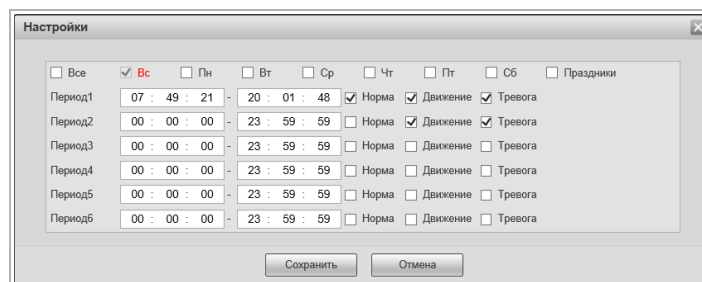 Настройки
Все Вс Пн Вт Ср Чт Пт Сб Праздники
Период1 07 : 49 : 21 - 20 : 01 : 48 Норма Движение Тревога
Период2 00 : 00 : 00 - 23 : 59 : 59 Норма Движение Тревога
Период3 00 : 00 : 00 - 23 : 59 : 59 Норма Движение Тревога
Период4 00 : 00 : 00 - 23 : 59 : 59 Норма Движение Тревога
Период5 00 : 00 : 00 - 23 : 59 : 59 Норма Движение Тревога
Период6 00 : 00 : 00 - 23 : 59 : 59 Норма Движение Тревога
Сохранить Отмена